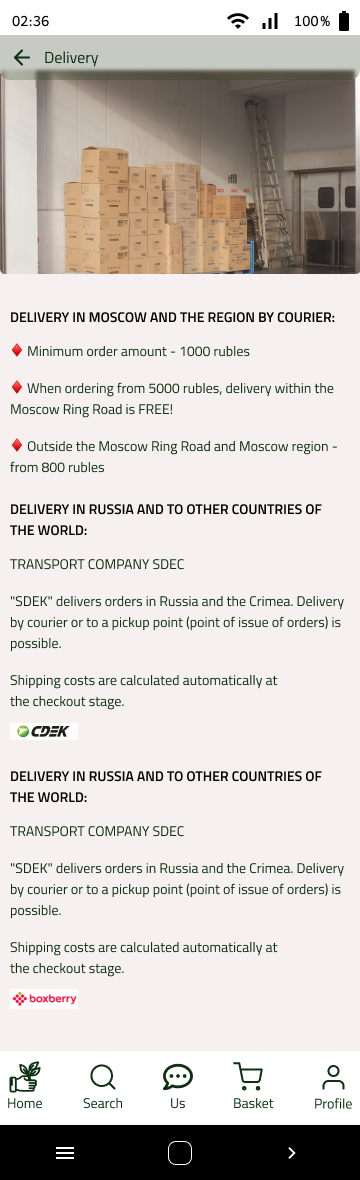 02:36
100%
Delivery
DELIVERY IN MOSCOW AND THE REGION BY COURIER:
Minimum order amount - 1000 rubles
When ordering from 5000 rubles, delivery within the
Moscow Ring Road is FREE!
Outside the Moscow Ring Road and Moscow region -
from 800 rubles
DELIVERY IN RUSSIA AND TO OTHER COUNTRIES OF
THE WORLD:
TRANSPORT COMPANY SDEC
"SDEK" delivers orders in Russia and the Crimea. Delivery
by courier or to a pickup point (point of issue of orders) is
possible.
Shipping costs are calculated automatically at
the checkout stage.
CDEK
DELIVERY IN RUSSIA AND TO OTHER COUNTRIES OF
THE WORLD:
TRANSPORT COMPANY SDEC
"SDEK" delivers orders in Russia and the Crimea. Delivery
by courier or to a pickup point (point of issue of orders) is
possible.
Shipping costs are calculated automatically at
the checkout stage.
boxberry
Home
Search
Us
Basket
Profile